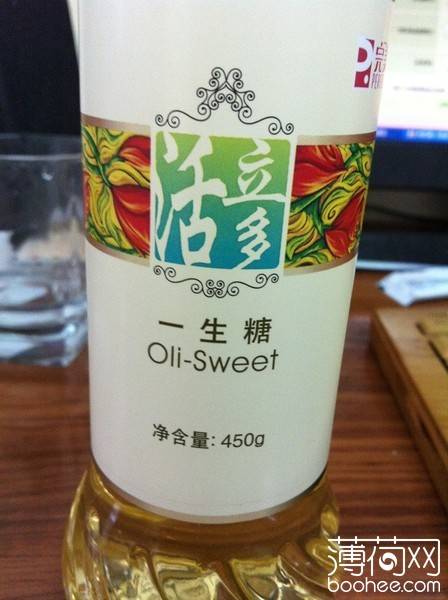 活立多
一生糖
Oli-Sweet
净含量: 450g
薄荷网
boohee.com